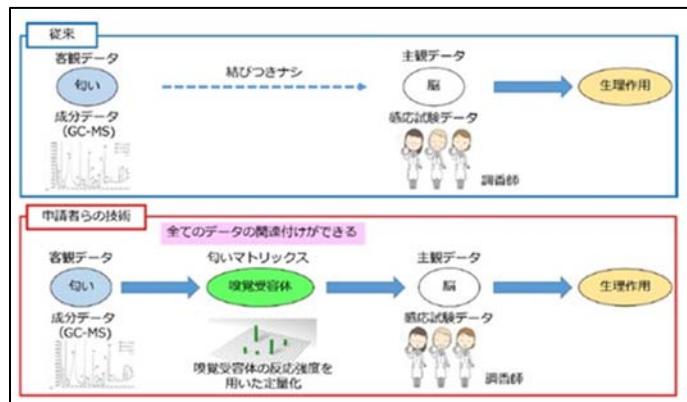 従来
客観データ
匂い
成分データ
(GC-MS)
結びつきナシ
主観データ
脳
感応試験データ
調香師
生理作用
申請者らの技術
全てのデータの関連付けができる
客観データ
匂い
成分データ
(GC-MS)
匂いマトリックス
嗅覚受容体
嗅覚受容体の反応強度を
用いた定量化
主観データ
脳
感応試験データ
調香師
生理作用